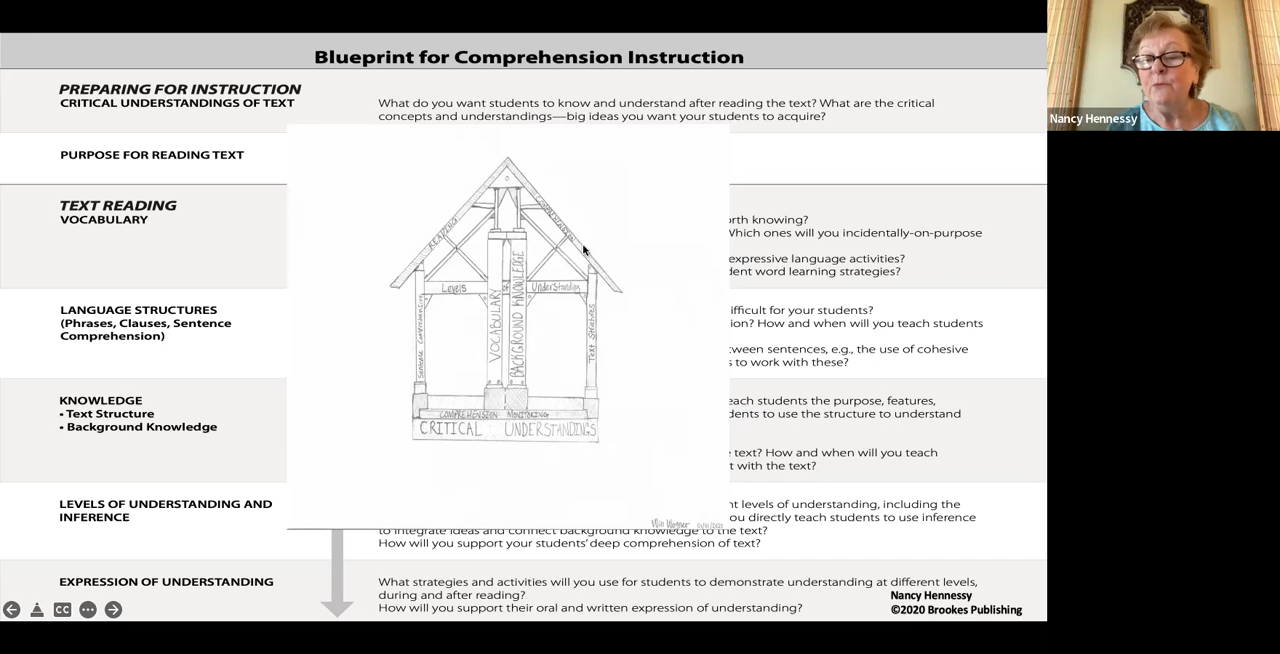 Blueprint for Comprehension Instruction
Nancy Hennessy
PREPARING FOR INSTRUCTION
CRITICAL UNDERSTANDINGS OF TEXT
What do you want students to know and understand after reading the text? What are the critical
concepts and understandings—big ideas you want your students to acquire?
PURPOSE FOR READING TEXT
TEXT READING
VOCABULARY
orth knowing?
Which ones will you incidentally-on-purpose
expressive language activities?
dent word learning strategies?
LANGUAGE STRUCTURES
(Phrases, Clauses, Sentence
Comprehension)
ifficult for your students?
ion? How and when will you teach students
tween sentences, e.g., the use of cohesive
s to work with these?
KNOWLEDGE
• Text Structure
• Background Knowledge
each students the purpose, features,
dents to use the structure to understand
text? How and when will you teach
t with the text?
LEVELS OF UNDERSTANDING AND
INFERENCE
nt levels of understanding, including the
ou directly teach students to use inference
to integrate ideas and connect background knowledge to the text?
How will you support your students' deep comprehension of text?
EXPRESSION OF UNDERSTANDING
What strategies and activities will you use for students to demonstrate understanding at different levels,
during and after reading?
How will you support their oral and written expression of understanding?
Nancy Hennessy
©2020 Brookes Publishing
READING
COMPREHENSION
Levels
of
Understanding
Sentence Comprehension
VOCABULARY
BACKGROUND KNOWLEDGE
Text Structures
COMPREHENSION MONITORING
CRITICAL UNDERSTANDINGS
CC